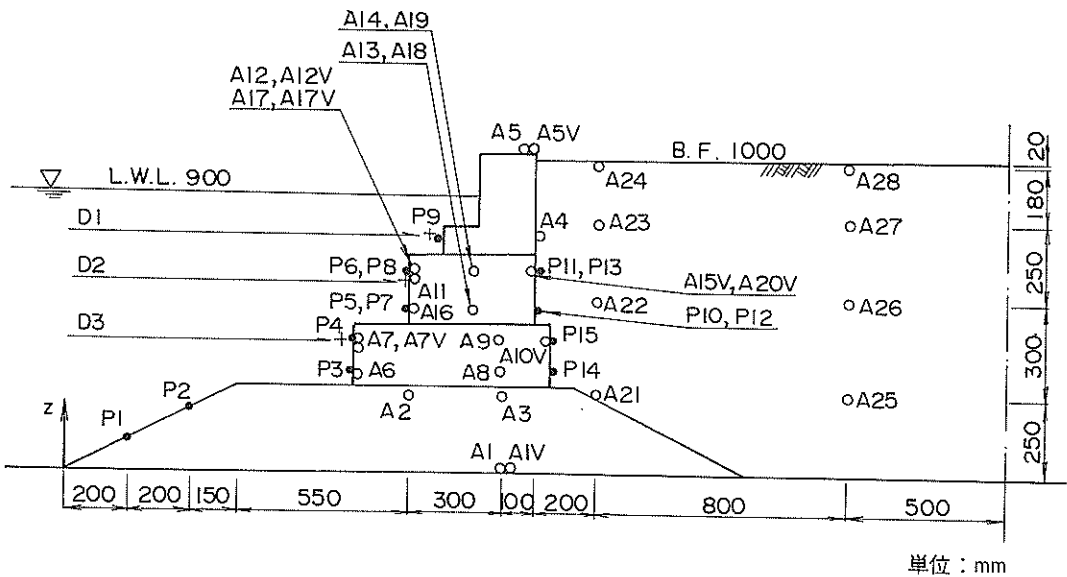 A14, A19
A13, A18
A12, A12V
A17, A17V
A5 A5V
B.F. 1000
20
L.W.L. 900
A24
A28
180
D1
P9
A4
A23
A27
D2
P6, P8
P11, P13
250
A11
A15V, A20V
P5, P7
A16
A22
P10, P12
A26
D3
P4
A7, A7V
A9
P15
A10V
300
P3
A6
A8
P14
P2
A2
A3
A21
A25
z
P1
250
A1 A1V
200 200 150 550 300 100 200 800 500
単位：mm